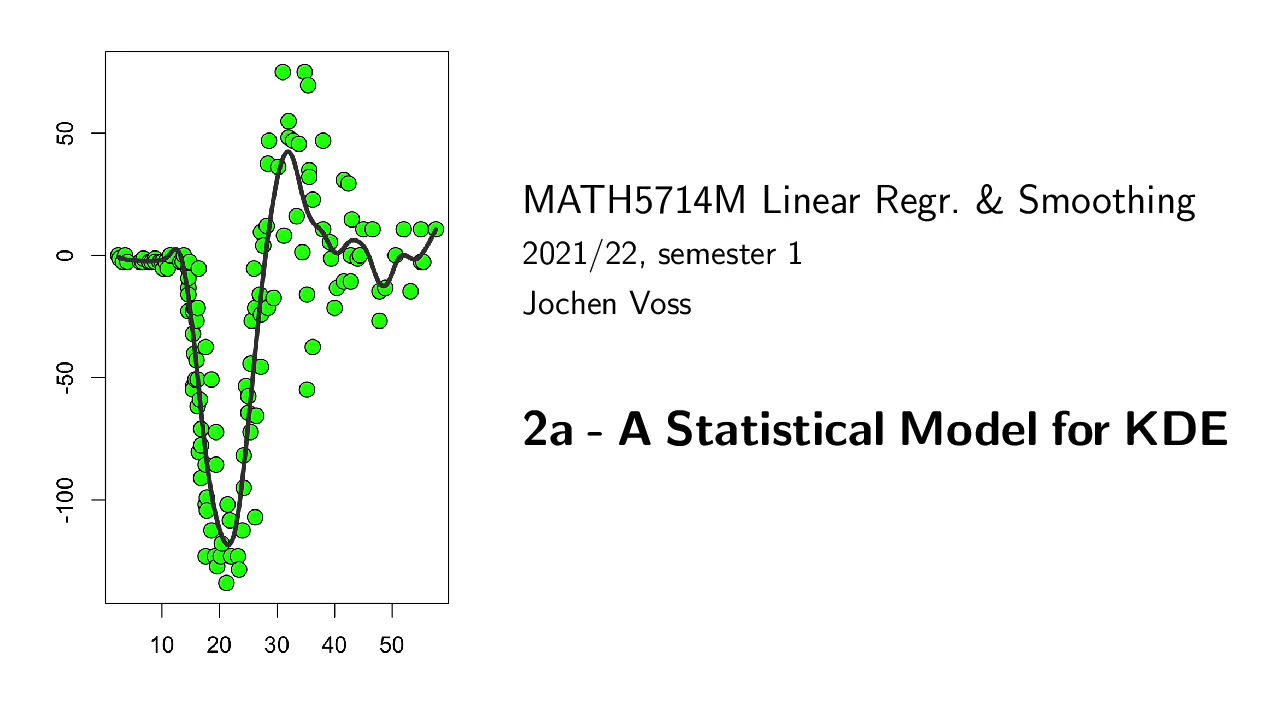 50
0
-50
-100
10 20 30 40 50
MATH5714M Linear Regr. & Smoothing
2021/22, semester 1
Jochen Voss
2a - A Statistical Model for KDE